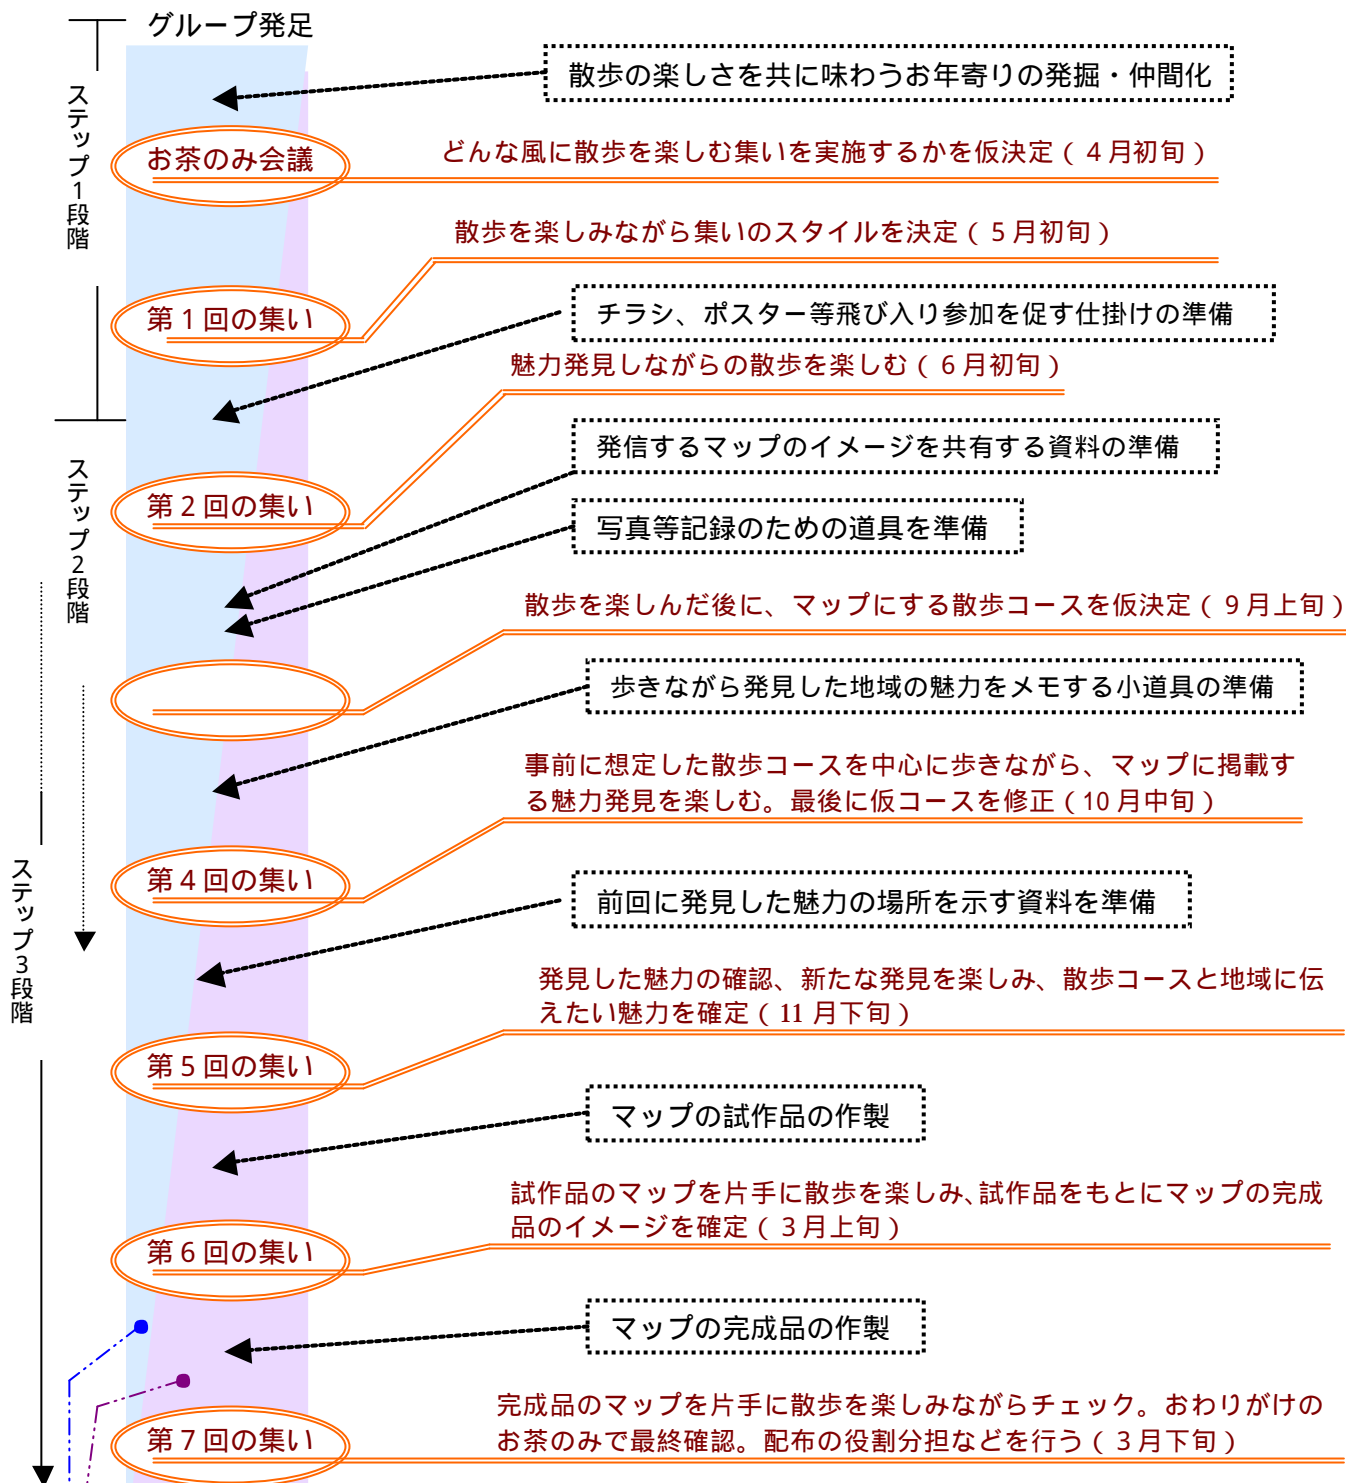 グループ発足
散歩の楽しさを共に味わうお年寄りの発掘・仲間化
ステップ1段階
お茶のみ会議
どんな風に散歩を楽しむ集いを実施するかを仮決定（４月初旬）
散歩を楽しみながら集いのスタイルを決定（５月初旬）
第１回の集い
チラシ、ポスター等飛び入り参加を促す仕掛けの準備
魅力発見しながらの散歩を楽しむ（６月初旬）
ステップ2段階
発信するマップのイメージを共有する資料の準備
第２回の集い
写真等記録のための道具を準備
散歩を楽しんだ後に、マップにする散歩コースを仮決定（９月上旬）
歩きながら発見した地域の魅力をメモする小道具の準備
事前に想定した散歩コースを中心に歩きながら、マップに掲載す
る魅力発見を楽しむ。最後に仮コースを修正（10月中旬）
ステップ3段階
第４回の集い
前回に発見した魅力の場所を示す資料を準備
発見した魅力の確認、新たな発見を楽しみ、散歩コースと地域に伝
えたい魅力を確定（11月下旬）
第５回の集い
マップの試作品の作製
試作品のマップを片手に散歩を楽しみ、試作品をもとにマップの完成
品のイメージを確定（３月上旬）
第６回の集い
マップの完成品の作製
完成品のマップを片手に散歩を楽しみながらチェック。おわりがけの
お茶のみで最終確認。配布の役割分担などを行う（３月下旬）
第７回の集い